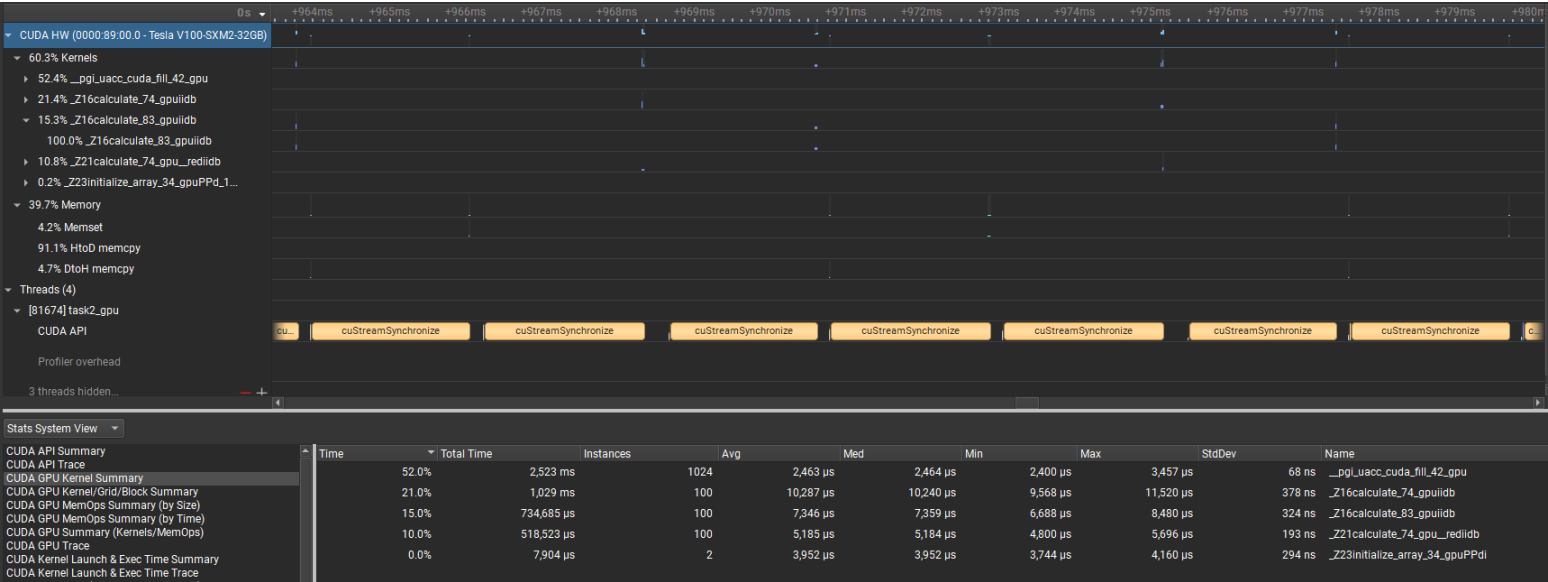 0s +964ms +965ms +966ms +967ms +968ms +969ms +970ms +971ms +972ms +973ms +974ms +975ms +976ms +977ms +978ms +979ms
CUDA HW (0000:89:00.0 - Tesla V100-SXM2-32GB)
60.3% Kernels
52.4% __pgi_uacc_cuda_fill_42_gpu
21.4% _Z16calculate_74_gpuiidb
15.3% _Z16calculate_83_gpuiidb
100.0% _Z16calculate_83_gpuiidb
10.8% _Z21calculate_74_gpu__rediidb
0.2% _Z23initialize_array_34_gpuPPd_1...
39.7% Memory
4.2% Memset
91.1% HtoD memcpy
4.7% DtoH memcpy
Threads (4)
[81674] task2_gpu
CUDA API cu... cuStreamSynchronize cuStreamSynchronize cuStreamSynchronize cuStreamSynchronize cuStreamSynchronize cuStreamSynchronize cuStreamSynchronize c...
Profiler overhead
3 threads hidden...
Stats System View
CUDA API Summary
CUDA API Trace
CUDA GPU Kernel Summary
CUDA GPU Kernel/Grid/Block Summary
CUDA GPU MemOps Summary (by Size)
CUDA GPU MemOps Summary (by Time)
CUDA GPU Summary (Kernels/MemOps)
CUDA GPU Trace
CUDA Kernel Launch & Exec Time Summary
CUDA Kernel Launch & Exec Time Trace
Time Total Time Instances Avg Med Min Max StdDev Name
52.0% 2,523 ms 1024 2,463 μs 2,464 μs 2,400 μs 3,457 μs 68 ns __pgi_uacc_cuda_fill_42_gpu
21.0% 1,029 ms 100 10,287 μs 10,240 μs 9,568 μs 11,520 μs 378 ns _Z16calculate_74_gpuiidb
15.0% 734,685 μs 100 7,346 μs 7,359 μs 6,688 μs 8,480 μs 324 ns _Z16calculate_83_gpuiidb
10.0% 518,523 μs 100 5,185 μs 5,184 μs 4,800 μs 5,696 μs 193 ns _Z21calculate_74_gpu__rediidb
0.0% 7,904 μs 2 3,952 μs 3,952 μs 3,744 μs 4,160 μs 294 ns _Z23initialize_array_34_gpuPPdi